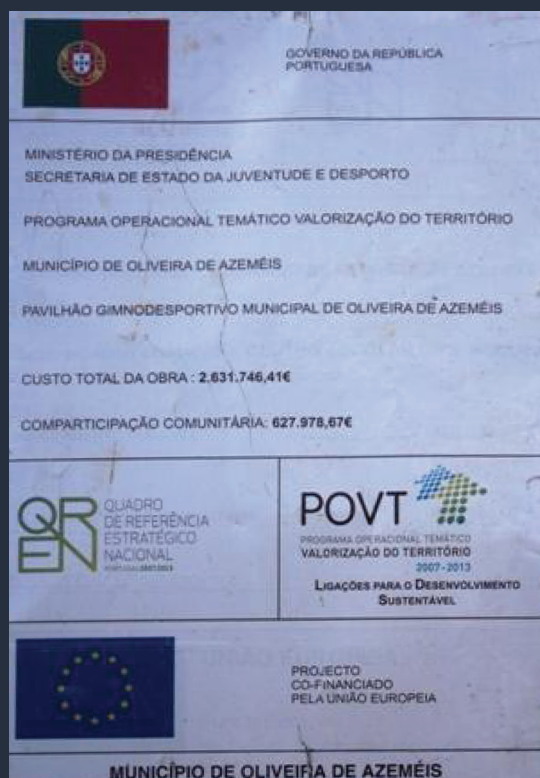 GOVERNO DA REPÚBLICA
PORTUGUESA
MINISTÉRIO DA PRESIDÊNCIA
SECRETARIA DE ESTADO DA JUVENTUDE E DESPORTO
PROGRAMA OPERACIONAL TEMÁTICO VALORIZAÇÃO DO TERRITÓRIO
MUNICÍPIO DE OLIVEIRA DE AZEMÉIS
PAVILHÃO GIMNODESPORTIVO MUNICIPAL DE OLIVEIRA DE AZEMÉIS
CUSTO TOTAL DA OBRA : 2.631.746,41€
COMPARTICIPAÇÃO COMUNITÁRIA: 627.978,67€
QREN
QUADRO
DE REFERÊNCIA
ESTRATÉGICO
NACIONAL
PORTUGAL 2007.2013
POVT
PROGRAMA OPERACIONAL TEMÁTICO
VALORIZAÇÃO DO TERRITÓRIO
2007-2013
LIGAÇÕES PARA O DESENVOLVIMENTO
SUSTENTÁVEL
PROJECTO
CO-FINANCIADO
PELA UNIÃO EUROPEIA
MUNICÍPIO DE OLIVEIRA DE AZEMÉIS